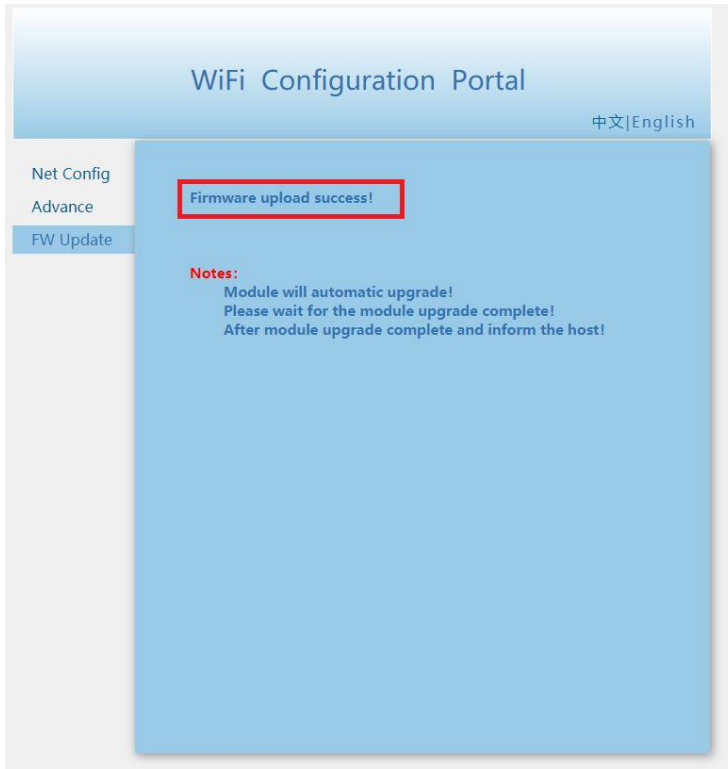 WiFi Configuration Portal
中文|English
Net Config
Advance
FW Update
Firmware upload success!
Notes:
Module will automatic upgrade!
Please wait for the module upgrade complete!
After module upgrade complete and inform the host!